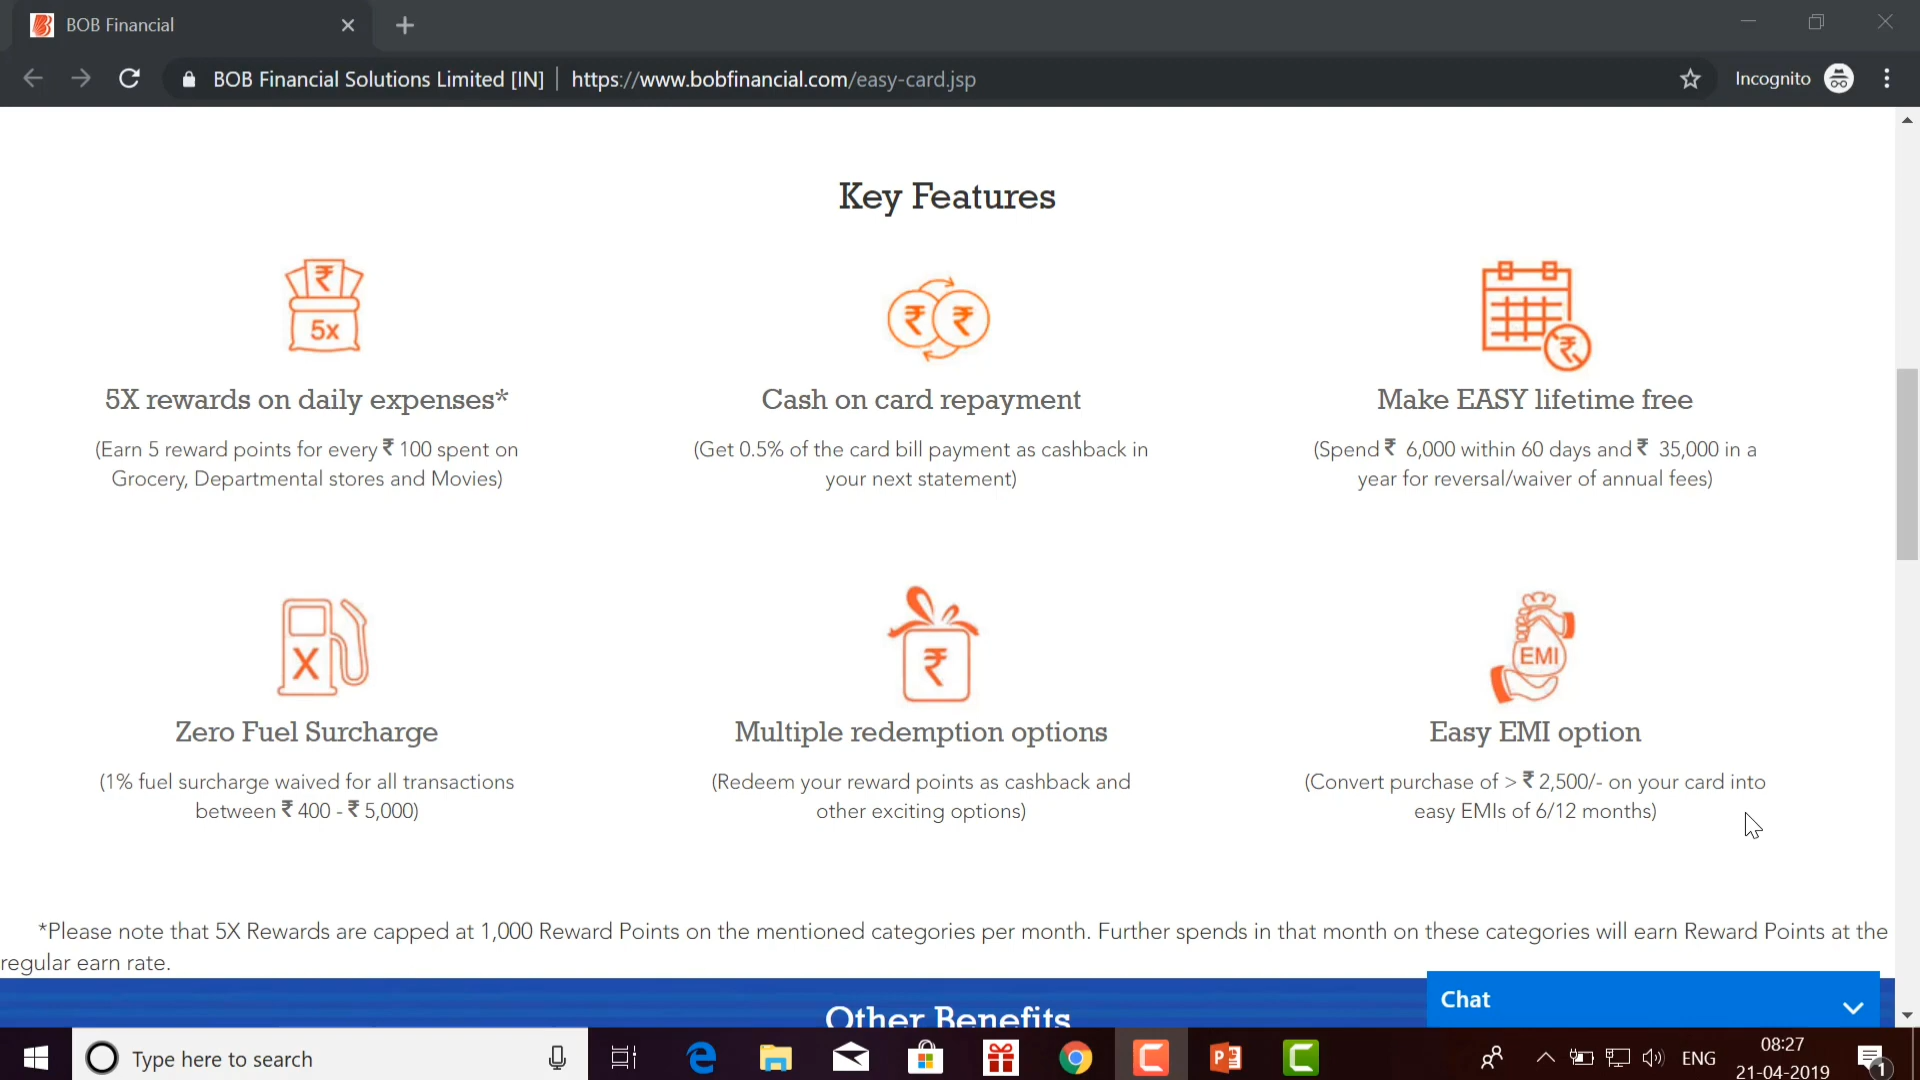 BOB Financial
BOB Financial Solutions Limited [IN] | https://www.bobfinancial.com/easy-card.jsp
Incognito
Key Features
₹
5x
₹ ₹
₹
5X rewards on daily expenses*
Cash on card repayment
Make EASY lifetime free
(Earn 5 reward points for every ₹ 100 spent on
Grocery, Departmental stores and Movies)
(Get 0.5% of the card bill payment as cashback in
your next statement)
(Spend ₹ 6,000 within 60 days and ₹ 35,000 in a
year for reversal/waiver of annual fees)
X
₹
EMI
Zero Fuel Surcharge
Multiple redemption options
Easy EMI option
(1% fuel surcharge waived for all transactions
between ₹ 400 - ₹ 5,000)
(Redeem your reward points as cashback and
other exciting options)
(Convert purchase of > ₹ 2,500/- on your card into
easy EMIs of 6/12 months)
*Please note that 5X Rewards are capped at 1,000 Reward Points on the mentioned categories per month. Further spends in that month on these categories will earn Reward Points at the
regular earn rate.
Other Benefits
Chat
Type here to search
ENG
08:27
21-04-2019
1